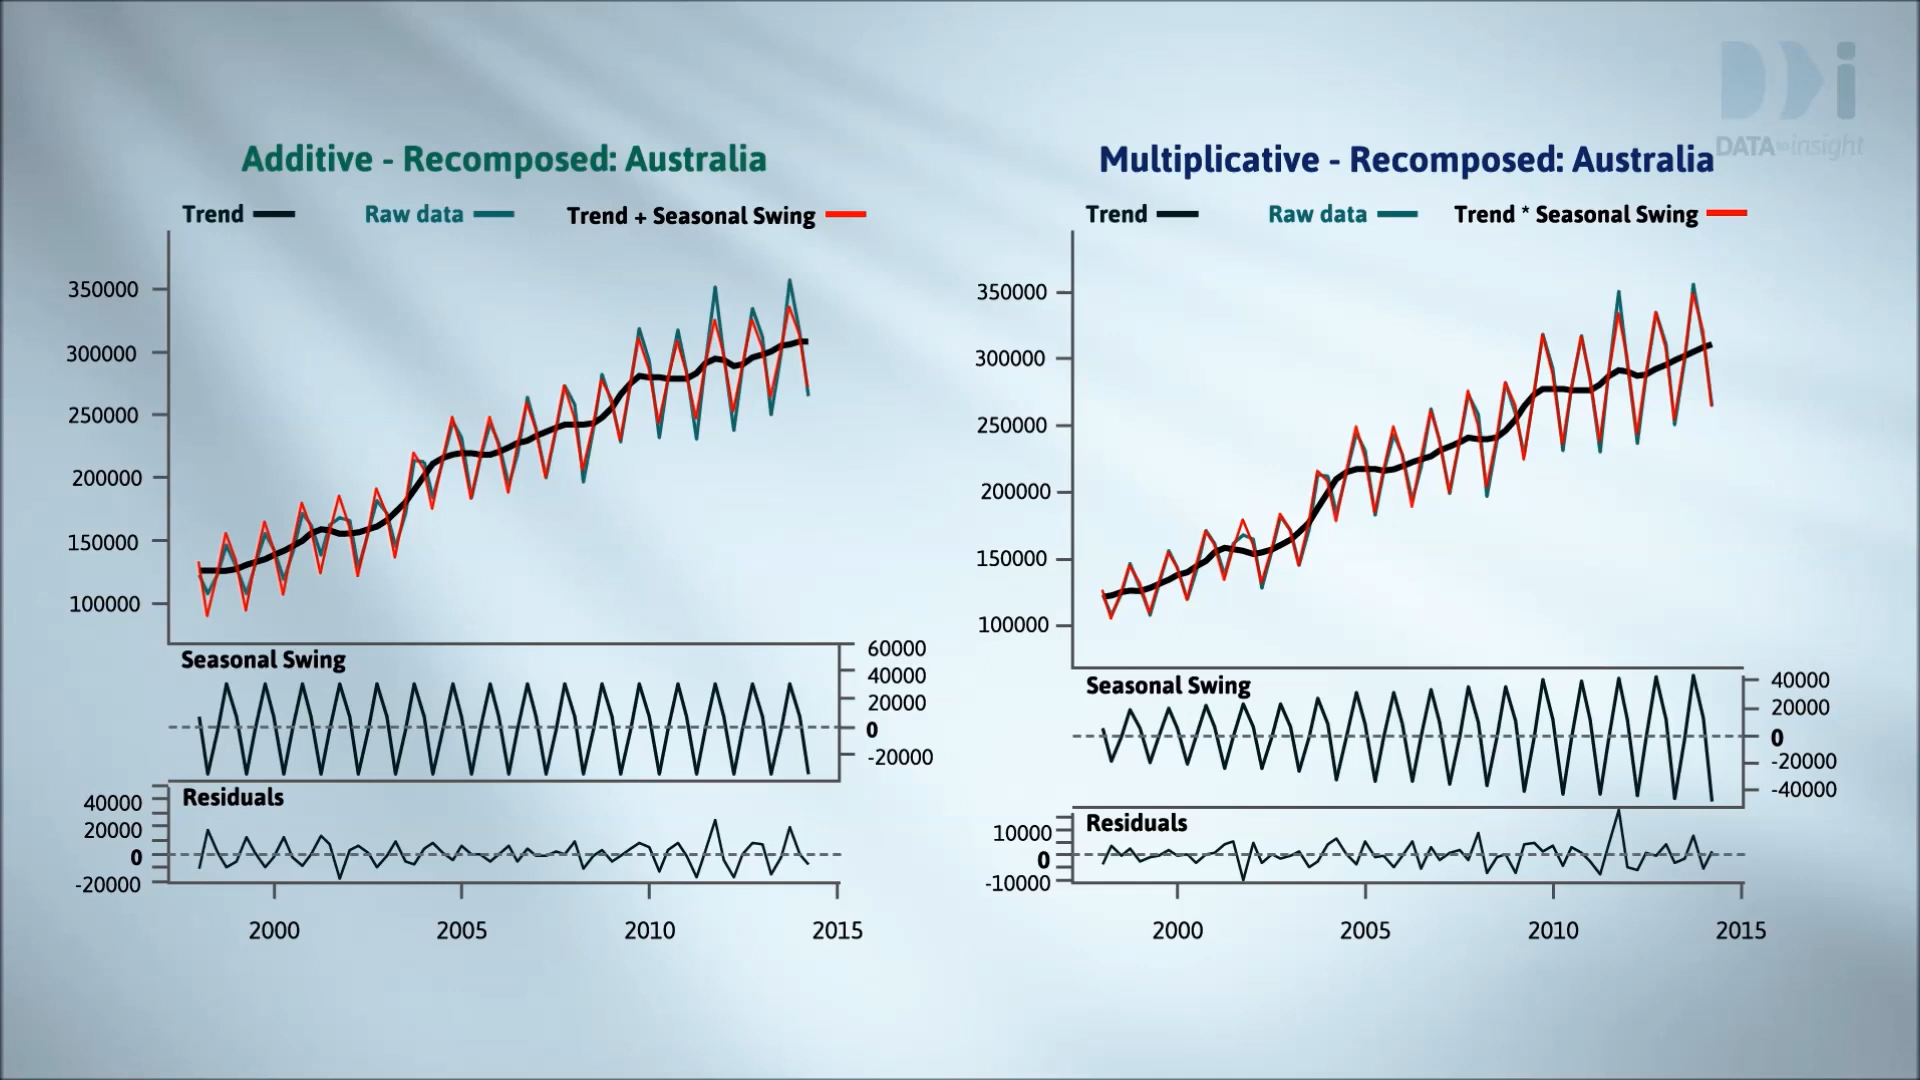 DATA to insight
Additive - Recomposed: Australia
Trend
Raw data
Trend + Seasonal Swing
350000
300000
250000
200000
150000
100000
Seasonal Swing
60000
40000
20000
0
-20000
Residuals
40000
20000
0
-20000
2000
2005
2010
2015
Multiplicative - Recomposed: Australia
Trend
Raw data
Trend * Seasonal Swing
350000
300000
250000
200000
150000
100000
Seasonal Swing
40000
20000
0
-20000
-40000
Residuals
10000
0
-10000
2000
2005
2010
2015